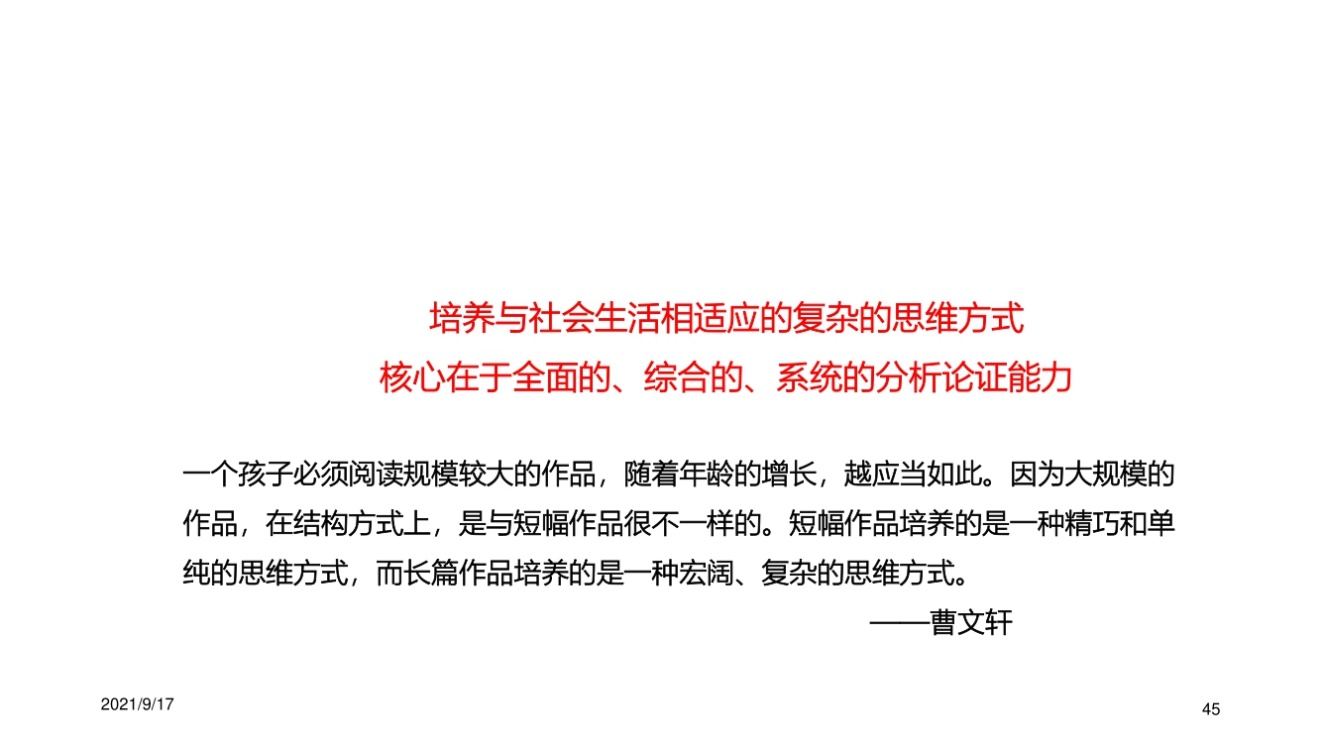 培养与社会生活相适应的复杂的思维方式
核心在于全面的、综合的、系统的分析论证能力
一个孩子必须阅读规模较大的作品，随着年龄的增长，越应当如此。因为大规模的
作品，在结构方式上，是与短幅作品很不一样的。短幅作品培养的是一种精巧和单
纯的思维方式，而长篇作品培养的是一种宏阔、复杂的思维方式。
——曹文轩
2021/9/17
45